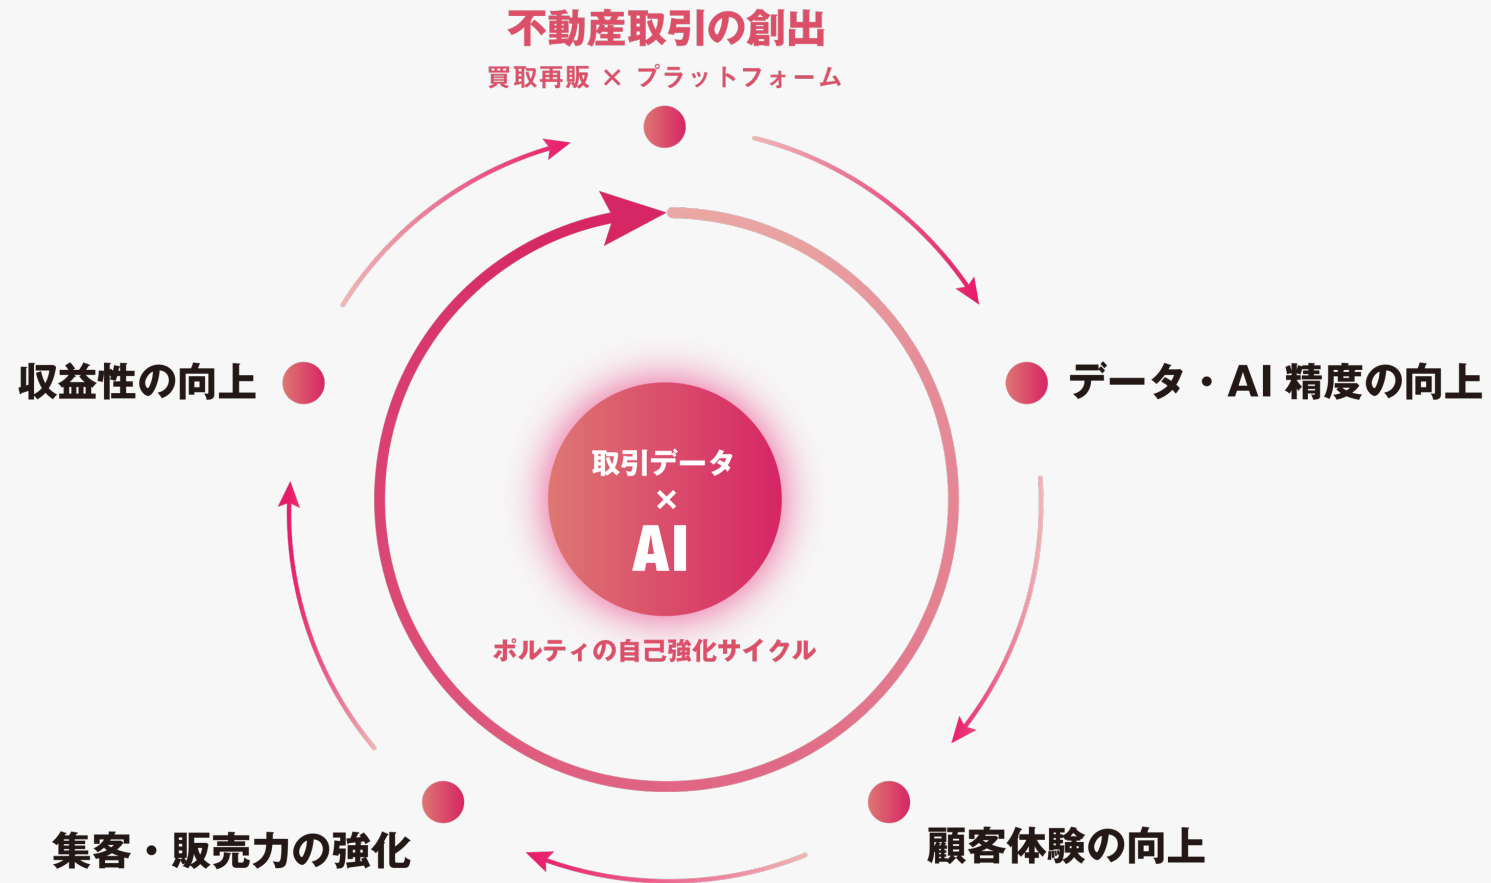 不動産取引の創出
買取再販 × プラットフォーム
収益性の向上
データ・AI 精度の向上
取引データ
×
AI
ポルティの自己強化サイクル
集客・販売力の強化
顧客体験の向上